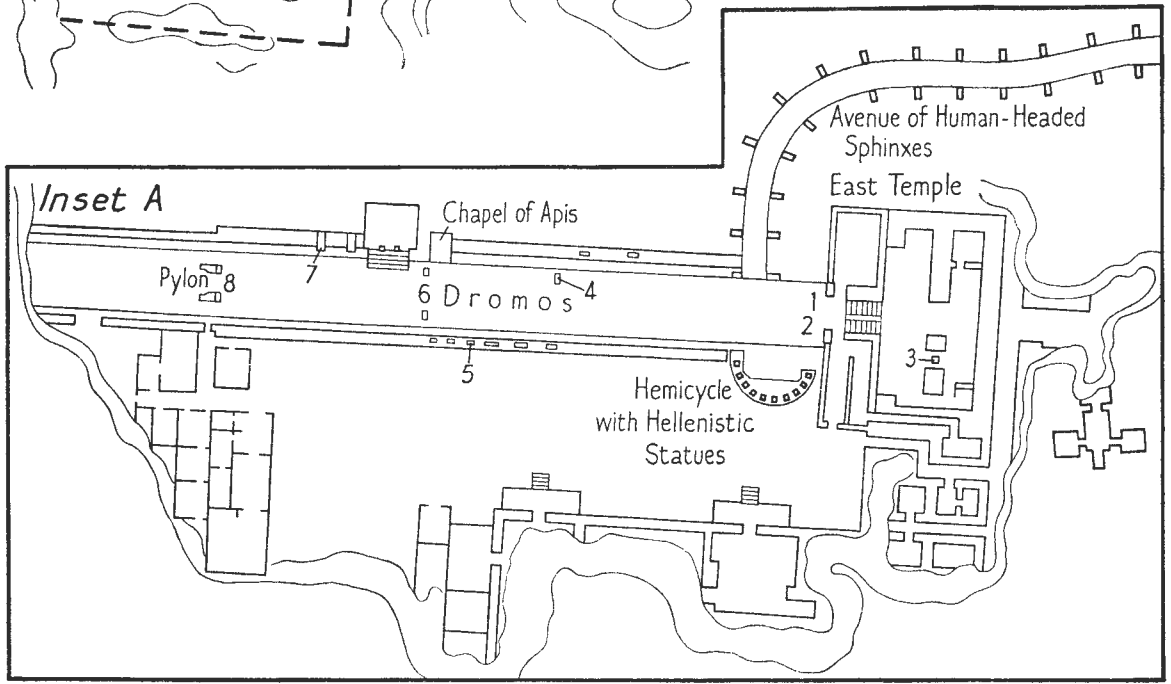 Avenue of Human-Headed
Sphinxes
East Temple
Inset A
Chapel of Apis
7
Pylon 8
6
Dromos
4
1
2
3
5
Hemicycle
with Hellenistic
Statues